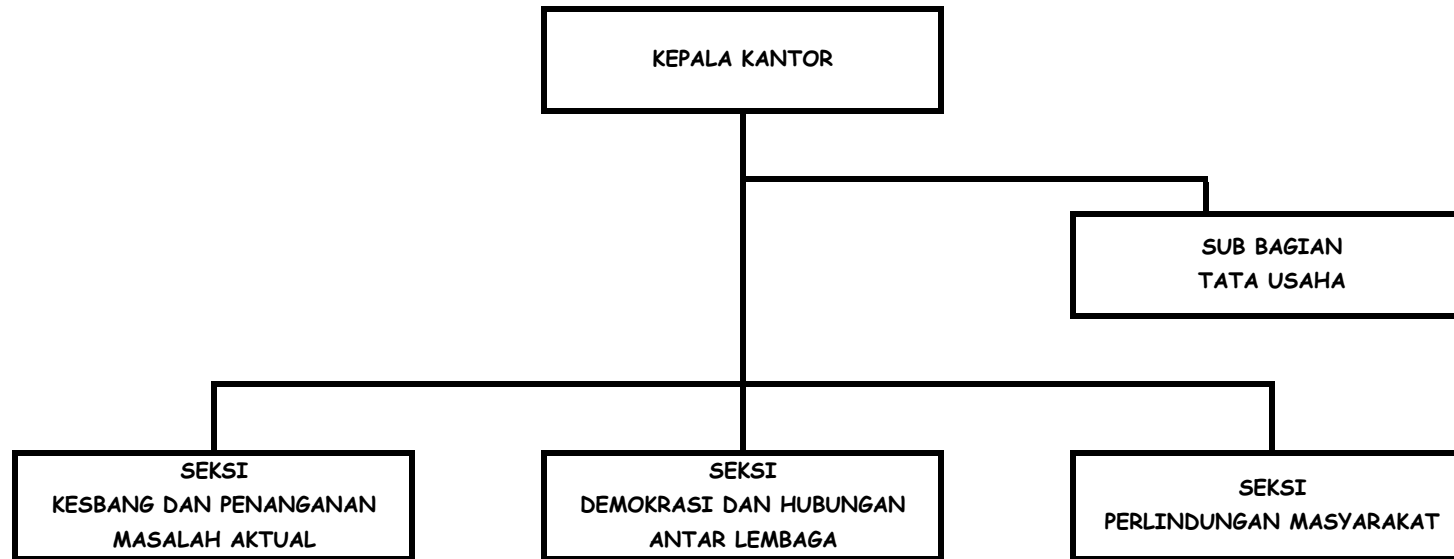 KEPALA KANTOR
SUB BAGIAN
TATA USAHA
SEKSI
KESBANG DAN PENANGANAN
MASALAH AKTUAL
SEKSI
DEMOKRASI DAN HUBUNGAN
ANTAR LEMBAGA
SEKSI
PERLINDUNGAN MASYARAKAT